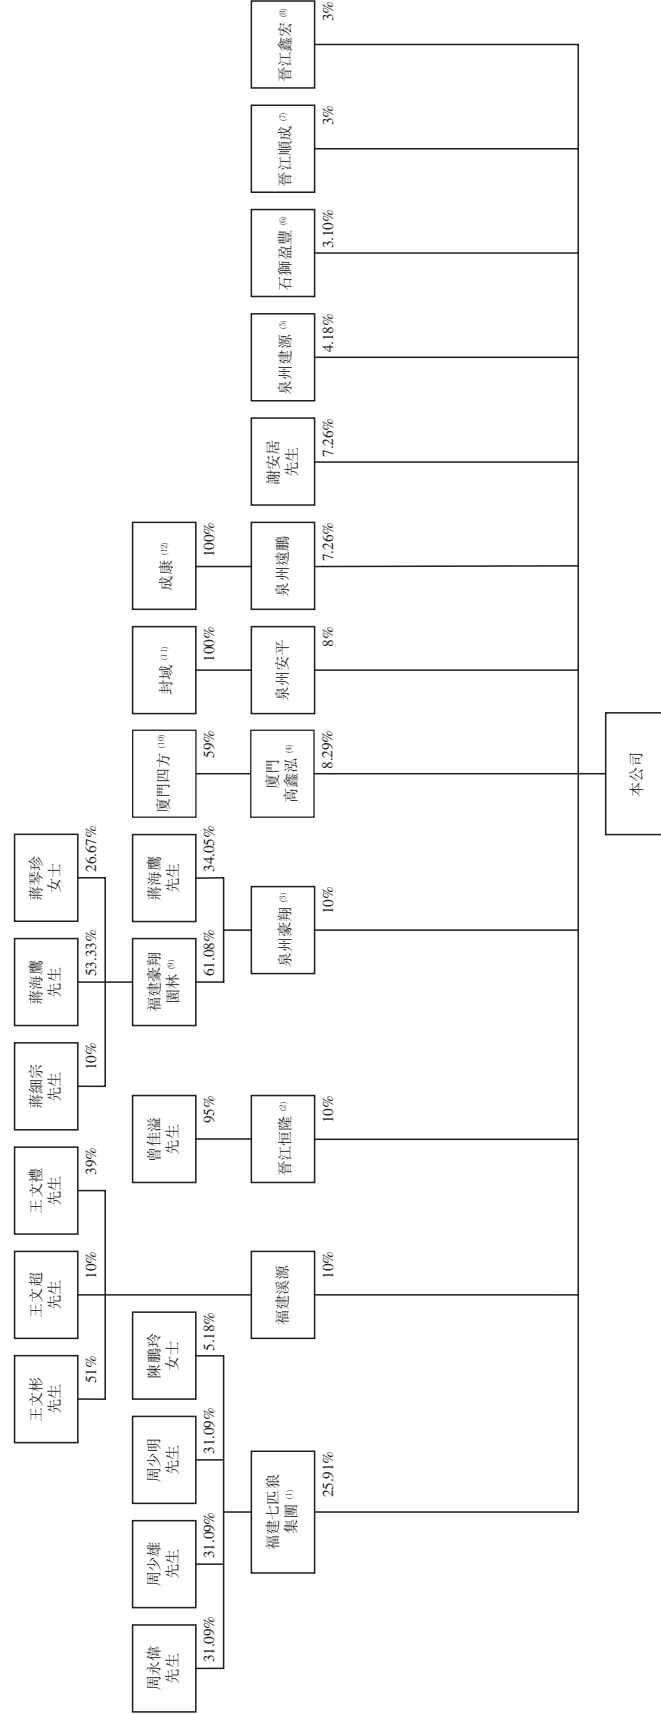 王文彬
先生
王文超
先生
王文禮
先生
蔣細宗
先生
蔣海鷹
先生
蔣琴珍
女士
51%
10%
39%
10%
53.33%
26.67%
周永偉
先生
周少雄
先生
周少明
先生
陳鵬玲
女士
曾佳溢
先生
福建豪翔
園林 (9)
蔣海鷹
先生
廈門四方 (10)
封域 (11)
成康 (12)
31.09%
31.09%
31.09%
5.18%
95%
61.08%
34.05%
59%
100%
100%
福建七匹狼
集團 (1)
福建溪源
晉江恒隆 (2)
泉州豪翔 (3)
廈門
高鑫泓 (4)
泉州安平
泉州遠鵬
謝安居
先生
泉州建源 (5)
石獅盈豐 (6)
晉江順成 (7)
晉江鑫宏 (8)
25.91%
10%
10%
10%
8.29%
8%
7.26%
7.26%
4.18%
3.10%
3%
3%
本公司